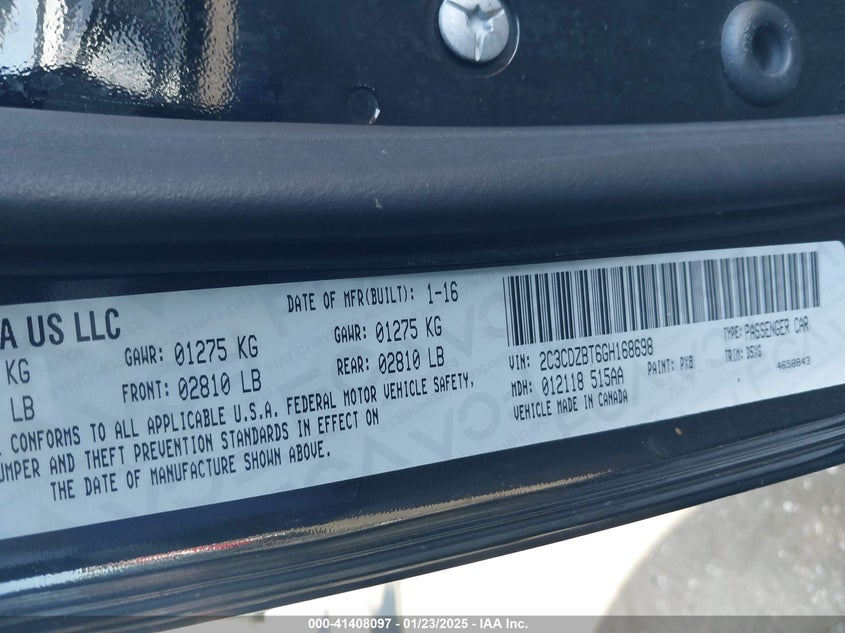 A US LLC
DATE OF MFR(BUILT): 1-16
KG GAWR: 01275 KG GAWR: 01275 KG
LB FRONT: 02810 LB REAR: 02810 LB
CONFORMS TO ALL APPLICABLE U.S.A. FEDERAL MOTOR VEHICLE SAFETY,
UMPER AND THEFT PREVENTION STANDARDS IN EFFECT ON
THE DATE OF MANUFACTURE SHOWN ABOVE.
VIN: 2C3CDZBT6GH168698 TYPE: PASSENGER CAR
MDH: 012118 515AA PAINT: PX8 TRIM: DSVG
VEHICLE MADE IN CANADA 4658843
000-41408097 — 01/23/2025 — IAA Inc.